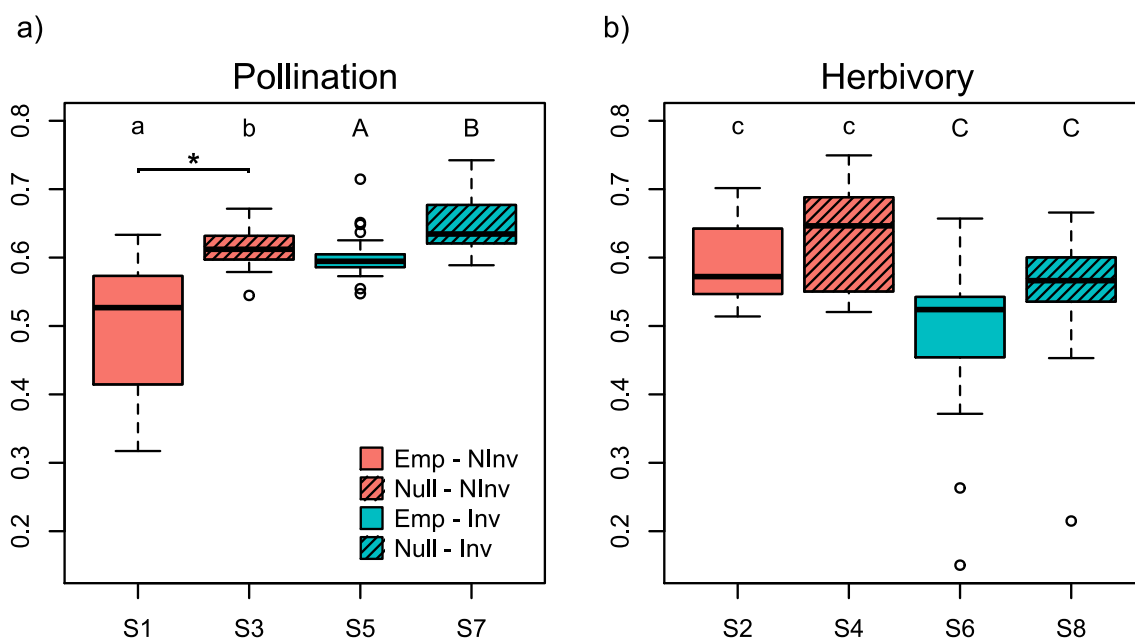 a)
Pollination
a b A B
*
0.8
0.7
0.6
0.5
0.4
0.3
0.2
Emp - NInv
Null - NInv
Emp - Inv
Null - Inv
S1 S3 S5 S7
b)
Herbivory
c c C C
0.8
0.7
0.6
0.5
0.4
0.3
0.2
S2 S4 S6 S8